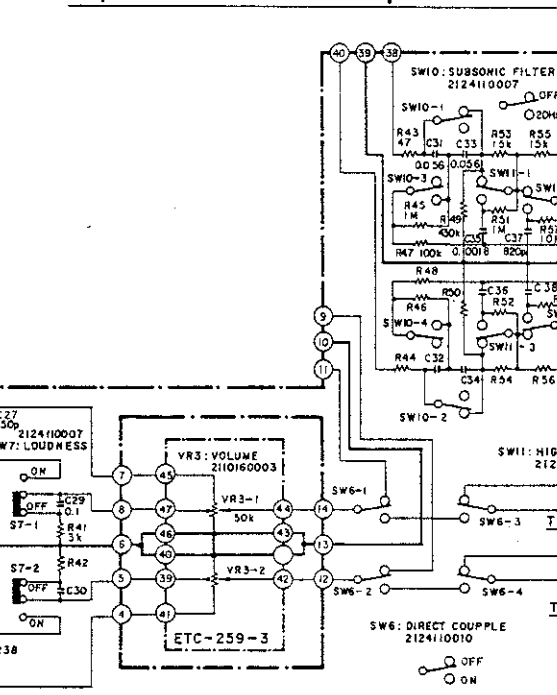 40 39 38
SW10: SUBSONIC FILTER
2124110007
SW10-1
OFF
20H
R43
47
C31
0.056
C33
0.056
R53
15k
R55
15k
SW10-3
SW11-1
R45
1M
R49
430k
R51
1M
R47 100k
C35
0.0018
C37
820p
R48
R46
R50
C36
R52
C38
9
SW10-4
SW11-3
10
11
R44
C32
C34
R54
R56
SW10-2
C27
2124110007
W7: LOUDNESS
SW11: HIG
212
ON
OFF
C29
0.1
S7-1
R41
3k
S7-2
R42
OFF
C30
ON
238
VR3: VOLUME
2110160003
7 45
8 47
VR3-1
50k
44 14
6 46
43 13
40
5 39
VR3-2
42 12
4 41
ETC-259-3
SW6-1
SW6-3
T
SW6-2
SW6-4
T
SW6: DIRECT COUPPLE
2124110010
OFF
ON